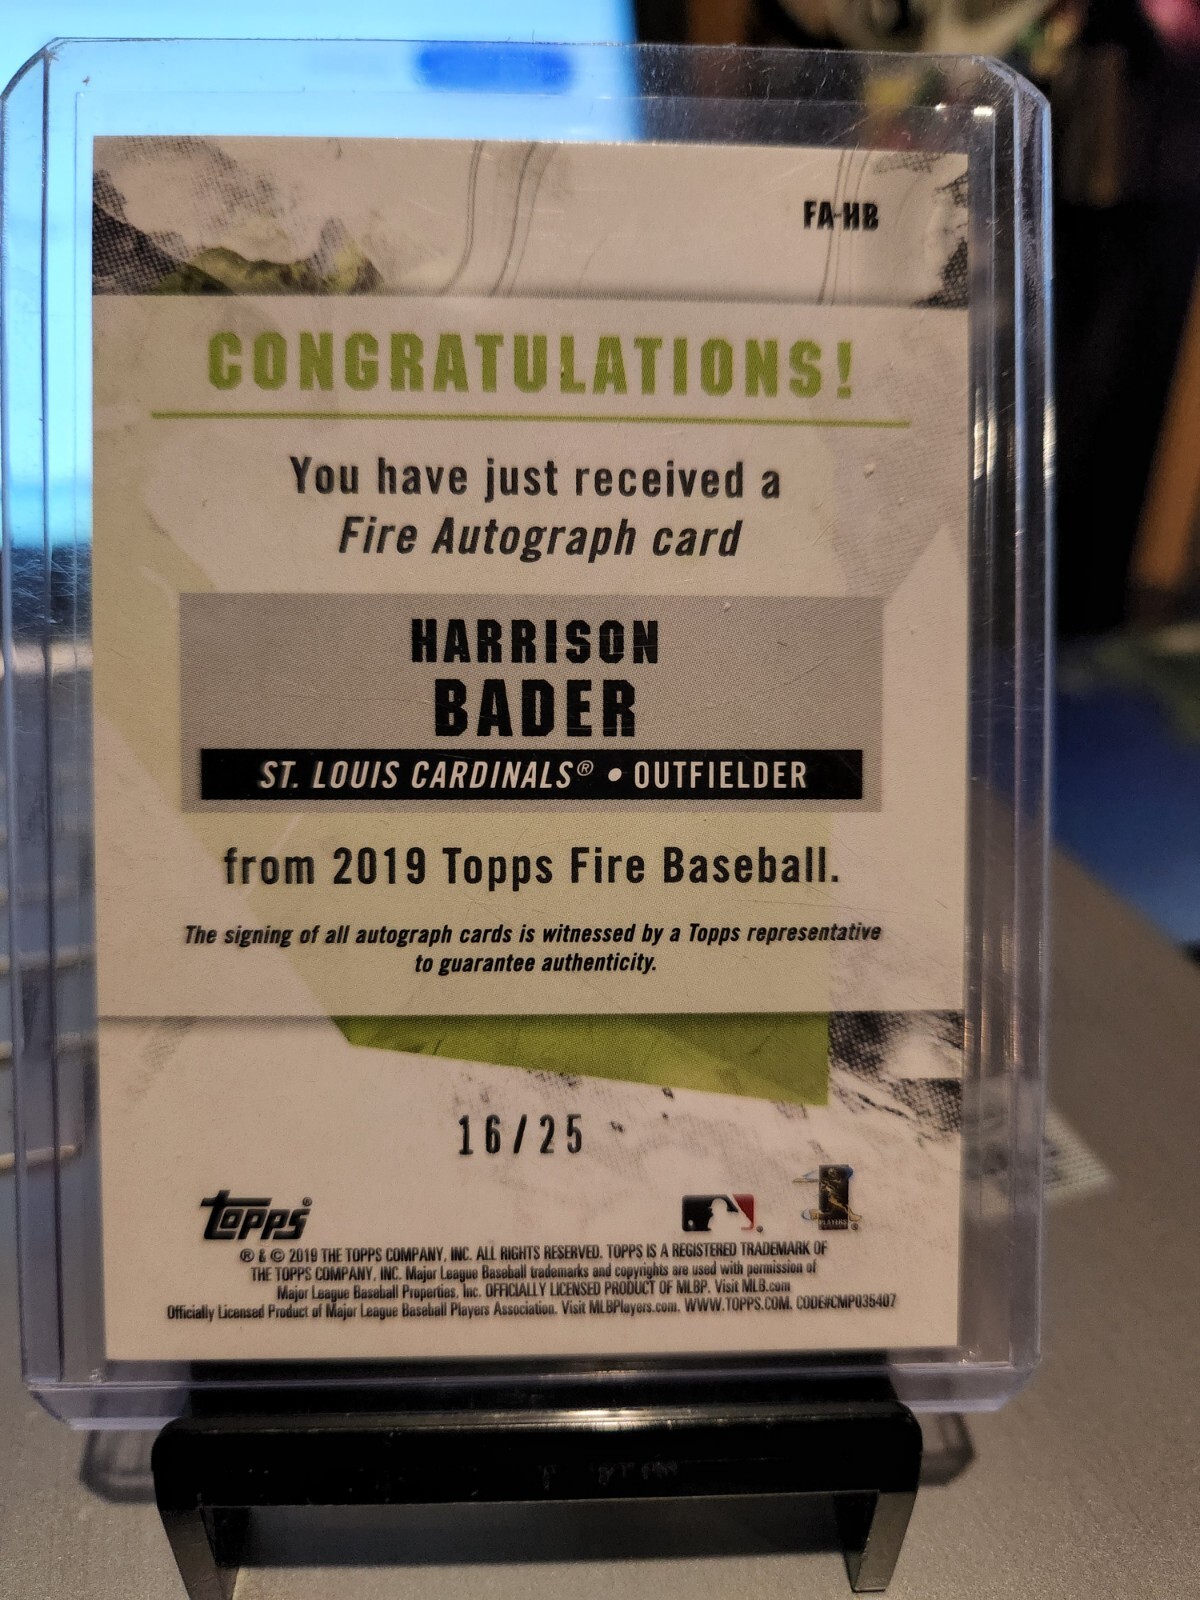 FA-HB
CONGRATULATIONS!
You have just received a
Fire Autograph card
HARRISON
BADER
ST. LOUIS CARDINALS® • OUTFIELDER
from 2019 Topps Fire Baseball.
The signing of all autograph cards is witnessed by a Topps representative
to guarantee authenticity.
16/25
Topps®
PLAYERS
® & © 2019 THE TOPPS COMPANY, INC. ALL RIGHTS RESERVED. TOPPS IS A REGISTERED TRADEMARK OF
THE TOPPS COMPANY, INC. Major League Baseball trademarks and copyrights are used with permission of
Major League Baseball Properties, Inc. OFFICIALLY LICENSED PRODUCT OF MLBP. Visit MLB.com
Officially Licensed Product of Major League Baseball Players Association. Visit MLBPlayers.com. WWW.TOPPS.COM. CODE#CMP035407